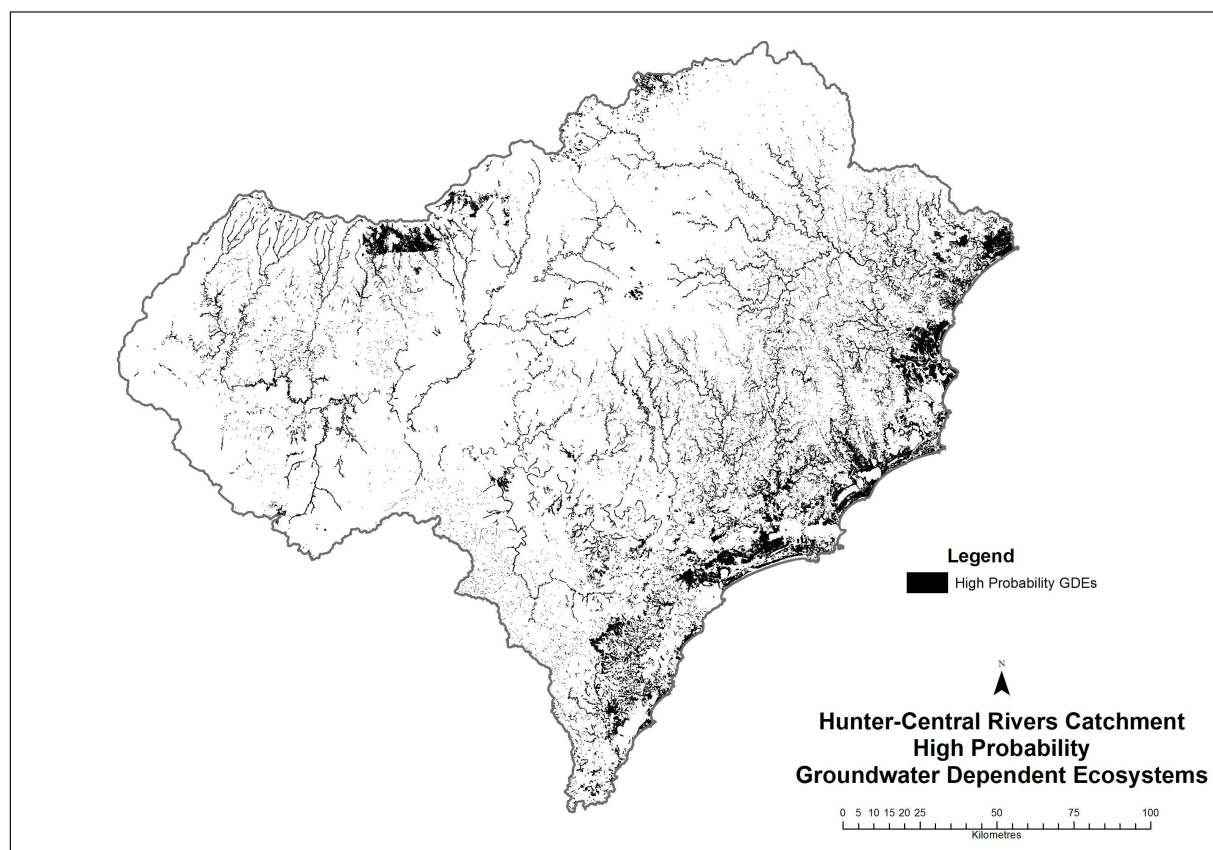 Legend
High Probability GDEs
N
Hunter-Central Rivers Catchment
High Probability
Groundwater Dependent Ecosystems
0 5 10 15 20 25 50 75 100
Kilometres